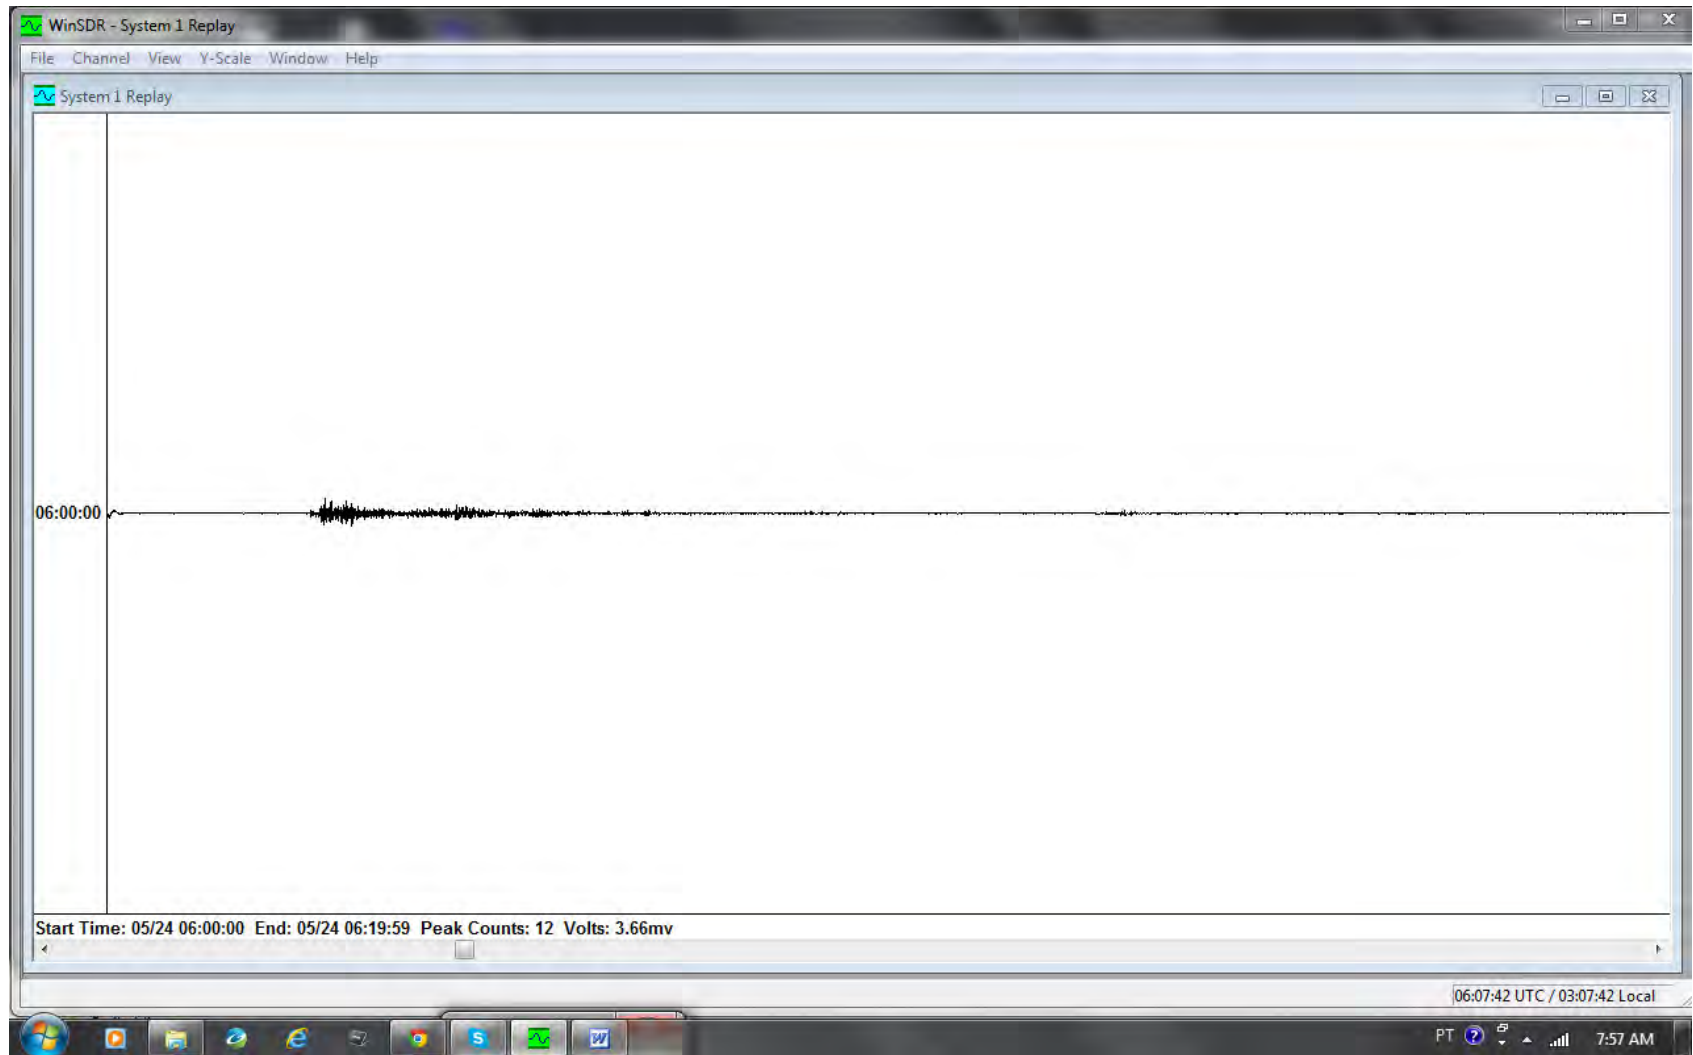 WinSDR - System 1 Replay
File Channel View Y-Scale Window Help
System 1 Replay
06:00:00
Start Time: 05/24 06:00:00 End: 05/24 06:19:59 Peak Counts: 12 Volts: 3.66mv
06:07:42 UTC / 03:07:42 Local
PT 7:57 AM